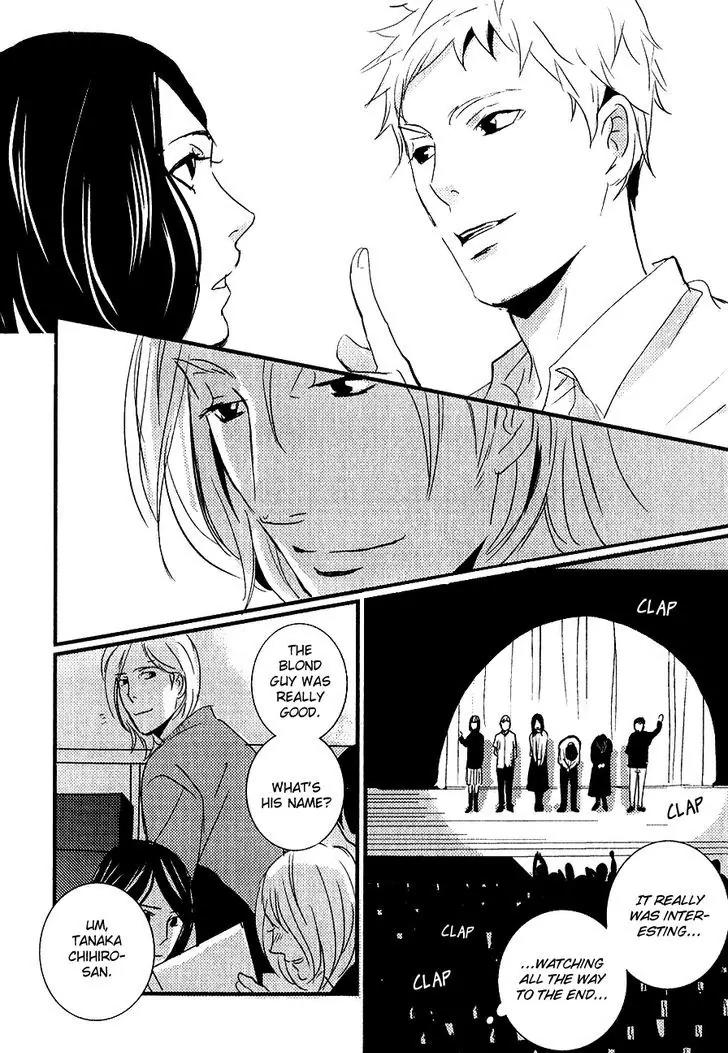 CLAP
CLAP
CLAP
CLAP
IT REALLY
WAS INTER-
ESTING...
...WATCHING
ALL THE WAY
TO THE END...
THE
BLOND
GUY WAS
REALLY
GOOD.
WHAT'S
HIS NAME?
UM,
TANAKA
CHIHIRO-
SAN.